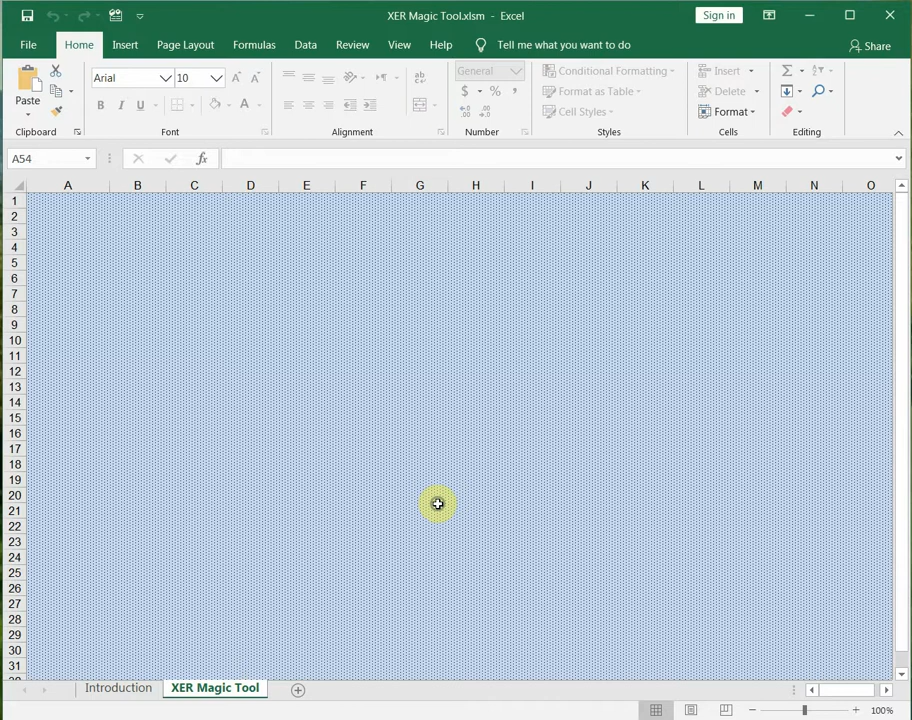 XER Magic Tool.xlsm - Excel
Sign in
File Home Insert Page Layout Formulas Data Review View Help Tell me what you want to do Share
Paste
Arial 10
General
Conditional Formatting
Format as Table
Cell Styles
Insert
Delete
Format
Clipboard Font Alignment Number Styles Cells Editing
A54
A B C D E F G H I J K L M N O
1
2
3
4
5
6
7
8
9
10
11
12
13
14
15
16
17
18
19
20
21
22
23
24
25
26
27
28
29
30
31
Introduction XER Magic Tool
100%